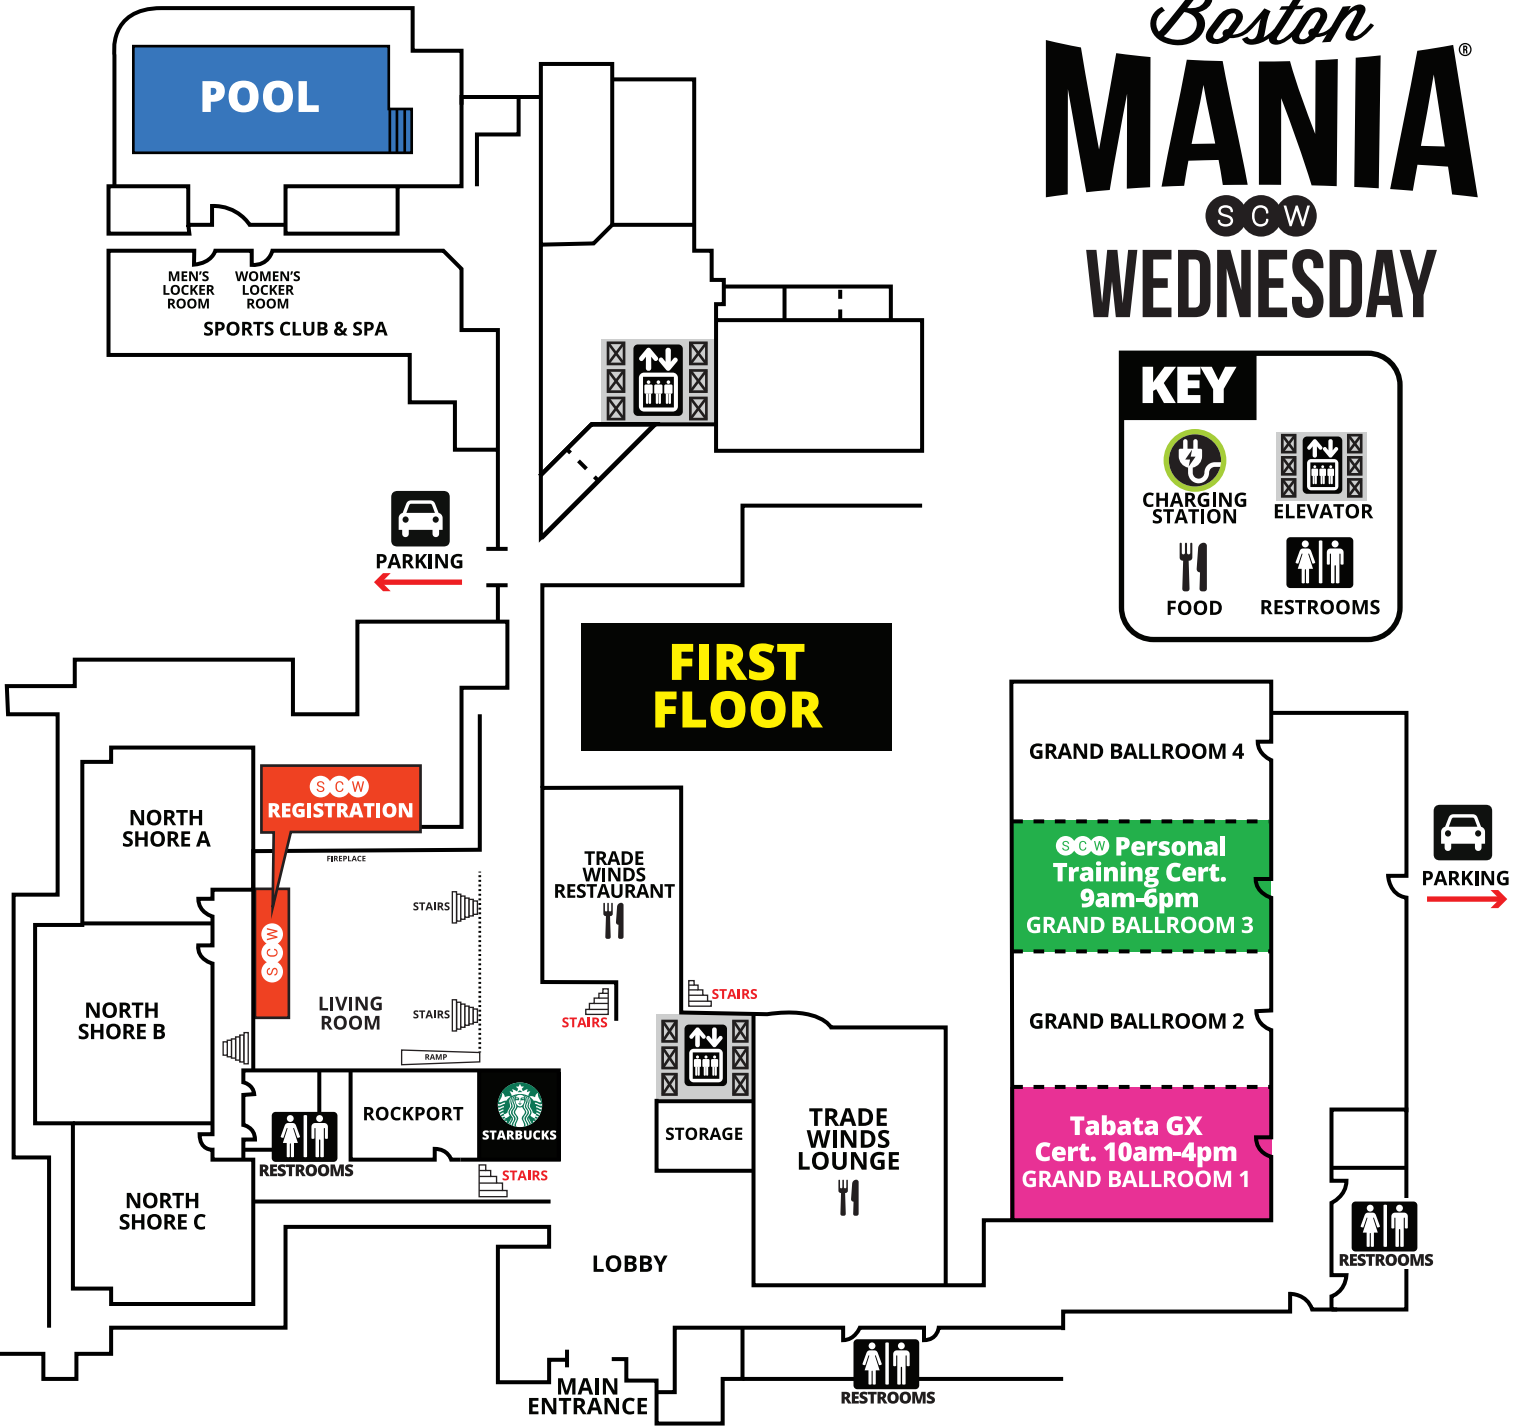 Boston
MANIA®
SCW
WEDNESDAY
KEY
CHARGING
STATION
ELEVATOR
FOOD
RESTROOMS
POOL
MEN'S
LOCKER
ROOM
WOMEN'S
LOCKER
ROOM
SPORTS CLUB & SPA
PARKING
FIRST
FLOOR
NORTH
SHORE A
SCW
REGISTRATION
FIREPLACE
SCW
STAIRS
STAIRS
LIVING
ROOM
RAMP
NORTH
SHORE B
NORTH
SHORE C
RESTROOMS
ROCKPORT
STARBUCKS
STAIRS
TRADE
WINDS
RESTAURANT
STAIRS
STAIRS
STORAGE
TRADE
WINDS
LOUNGE
LOBBY
MAIN
ENTRANCE
RESTROOMS
GRAND BALLROOM 4
SCW Personal
Training Cert.
9am-6pm
GRAND BALLROOM 3
GRAND BALLROOM 2
Tabata GX
Cert. 10am-4pm
GRAND BALLROOM 1
PARKING
RESTROOMS